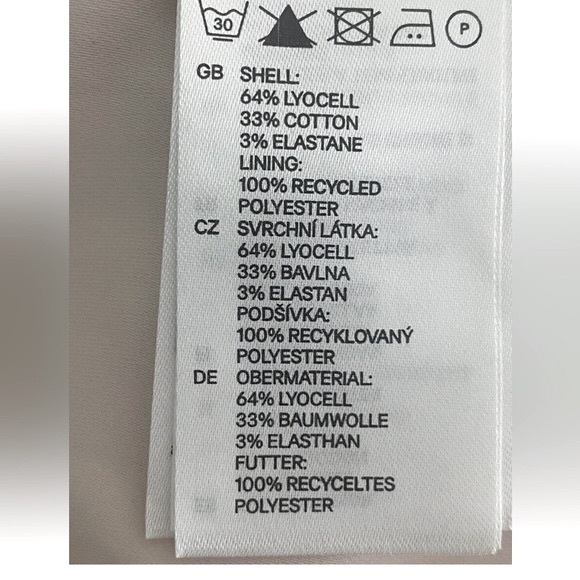 30
P
GB SHELL:
64% LYOCELL
33% COTTON
3% ELASTANE
LINING:
100% RECYCLED
POLYESTER
CZ SVRCHNÍ LÁTKA:
64% LYOCELL
33% BAVLNA
3% ELASTAN
PODŠÍVKA:
100% RECYKLOVANÝ
POLYESTER
DE OBERMATERIAL:
64% LYOCELL
33% BAUMWOLLE
3% ELASTHAN
FUTTER:
100% RECYCELTES
POLYESTER